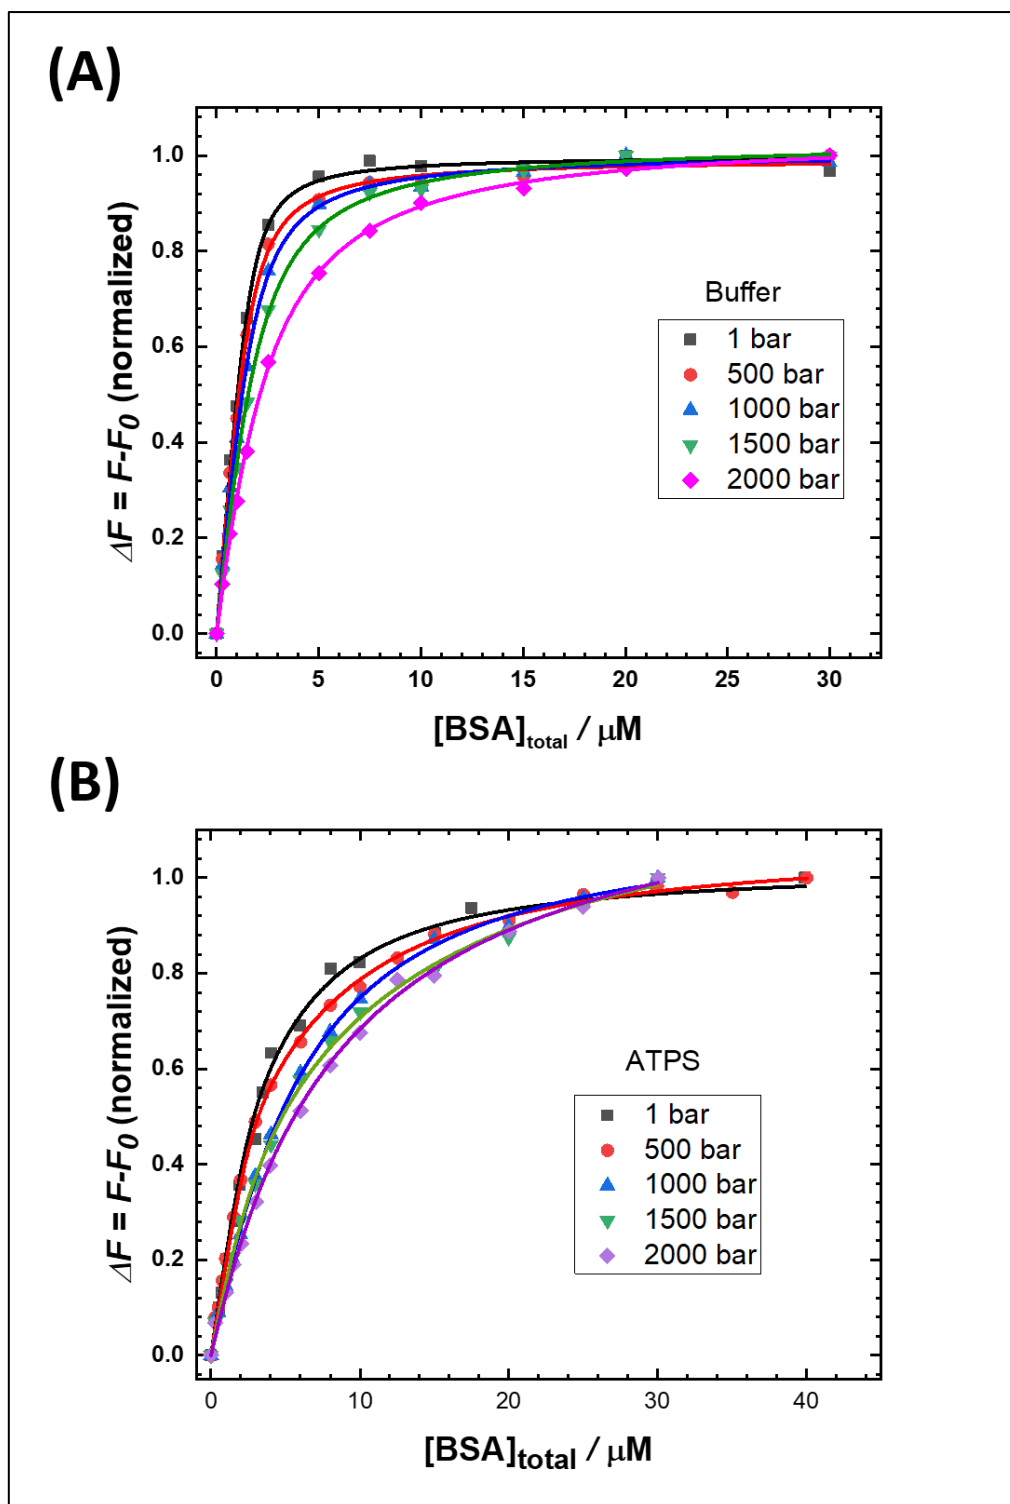 (A)
1.0
0.8
0.6
0.4
0.2
0.0
ΔF = F-F0 (normalized)
Buffer
1 bar
500 bar
1000 bar
1500 bar
2000 bar
0 5 10 15 20 25 30
[BSA]total / μM
(B)
1.0
0.8
0.6
0.4
0.2
0.0
ΔF = F-F0 (normalized)
ATPS
1 bar
500 bar
1000 bar
1500 bar
2000 bar
0 10 20 30 40
[BSA]total / μM